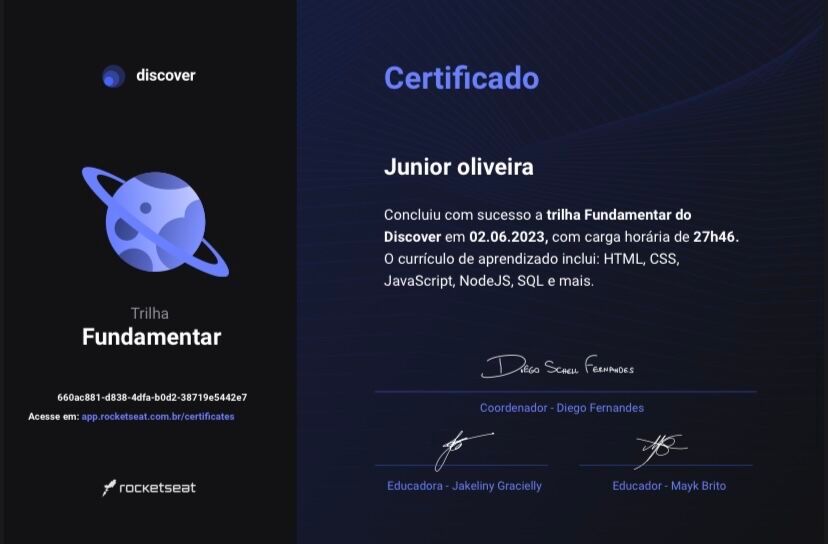 discover
Trilha
Fundamentar
660ac881-d838-4dfa-b0d2-38719e5442e7
Acesse em: app.rocketseat.com.br/certificates
rocketseat
Certificado
Junior oliveira
Concluiu com sucesso a trilha Fundamentar do
Discover em 02.06.2023, com carga horária de 27h46.
O currículo de aprendizado inclui: HTML, CSS,
JavaScript, NodeJS, SQL e mais.
Diego Schell Fernandes
Coordenador - Diego Fernandes
Educadora - Jakeliny Gracielly
Educador - Mayk Brito